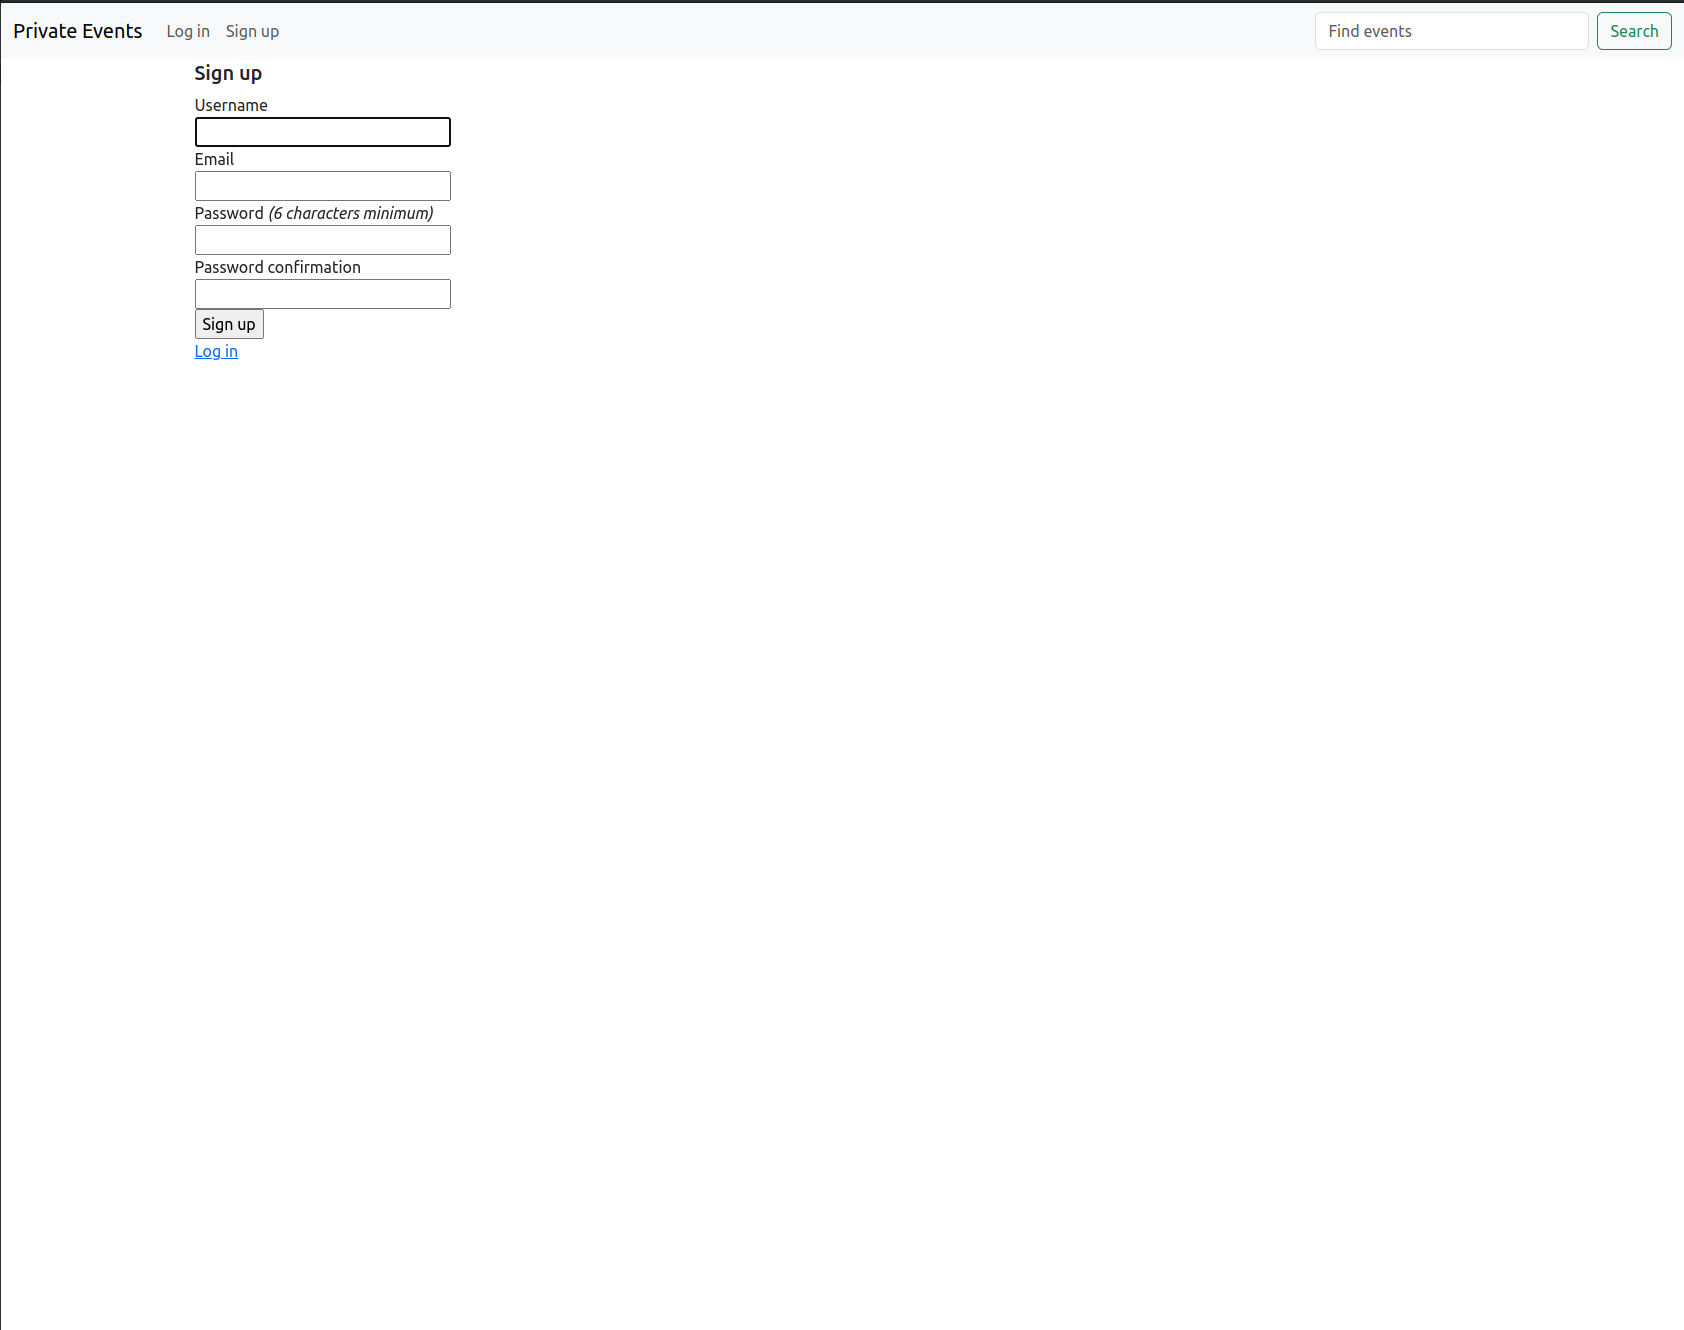 Private Events Log in Sign up Find events Search
Sign up
Username
Email
Password (6 characters minimum)
Password confirmation
Sign up
Log in